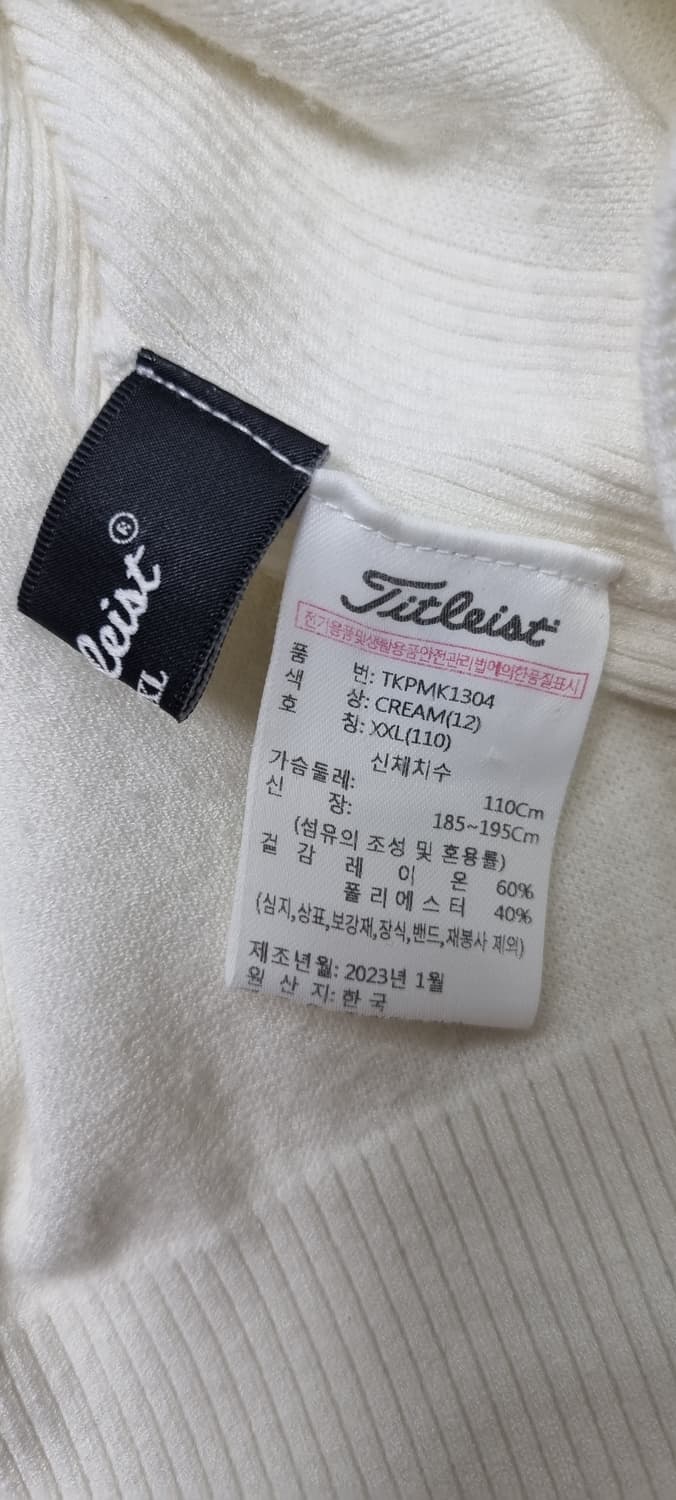 leist®
XL
Titleist
전기용품및생활용품안전관리법에의한품질표시
품 번: TKPMK1304
색 상: CREAM(12)
호 칭: XXL(110)
신체치수
가슴둘레: 110Cm
신 장: 185~195Cm
(섬유의 조성 및 혼용률)
겉 감 레 이 온 60%
폴 리 에 스 터 40%
(심지,상표,보강재,장식,밴드,재봉사 제외)
제조년월: 2023년 1월
원 산 지: 한 국